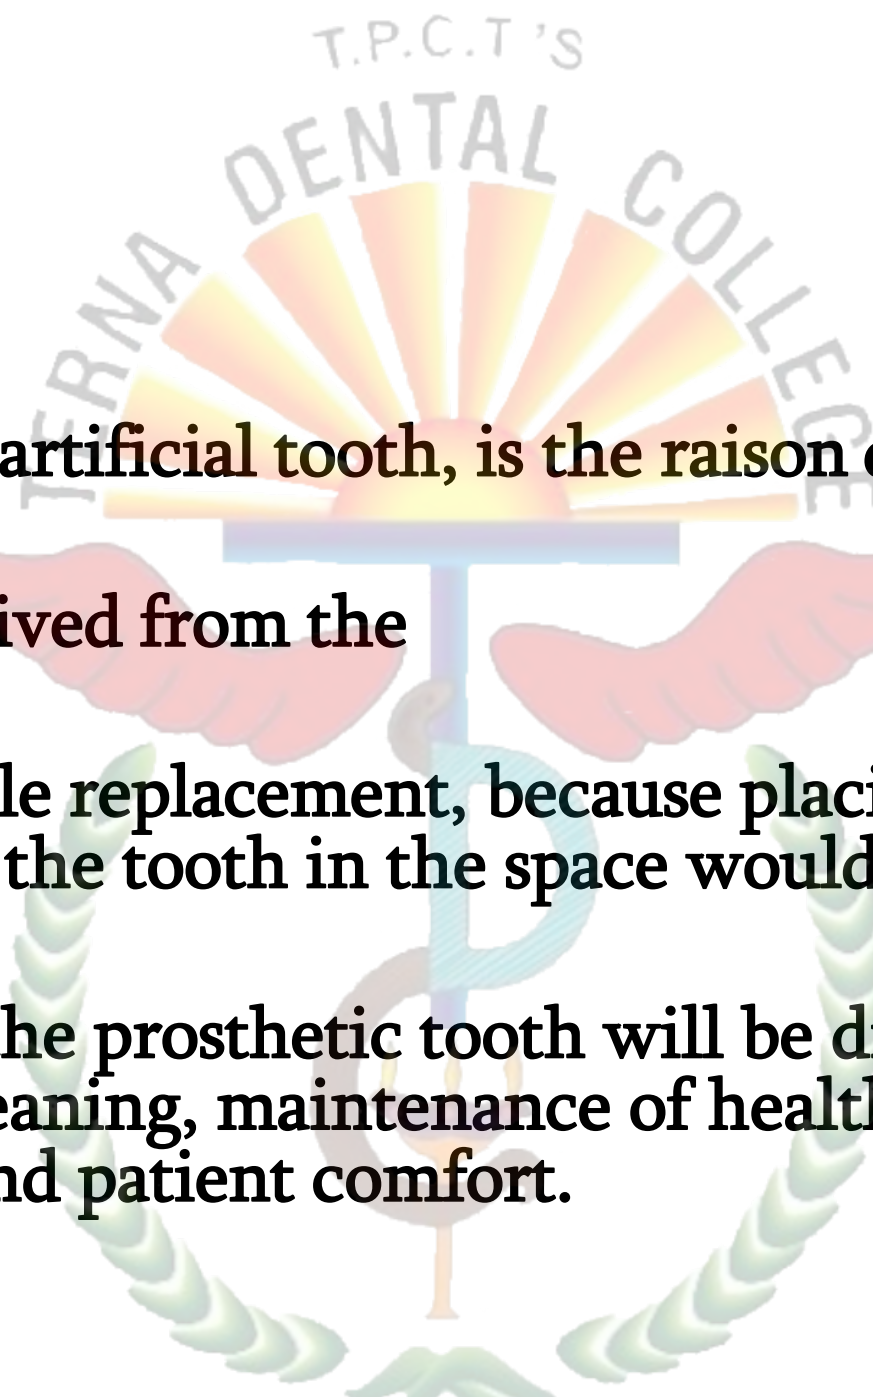 T.P.C.T'S
TERNA DENTAL COLLEGE
artificial tooth, is the raison
ived from the
le replacement, because placi
the tooth in the space would
he prosthetic tooth will be d
eaning, maintenance of healt
nd patient comfort.